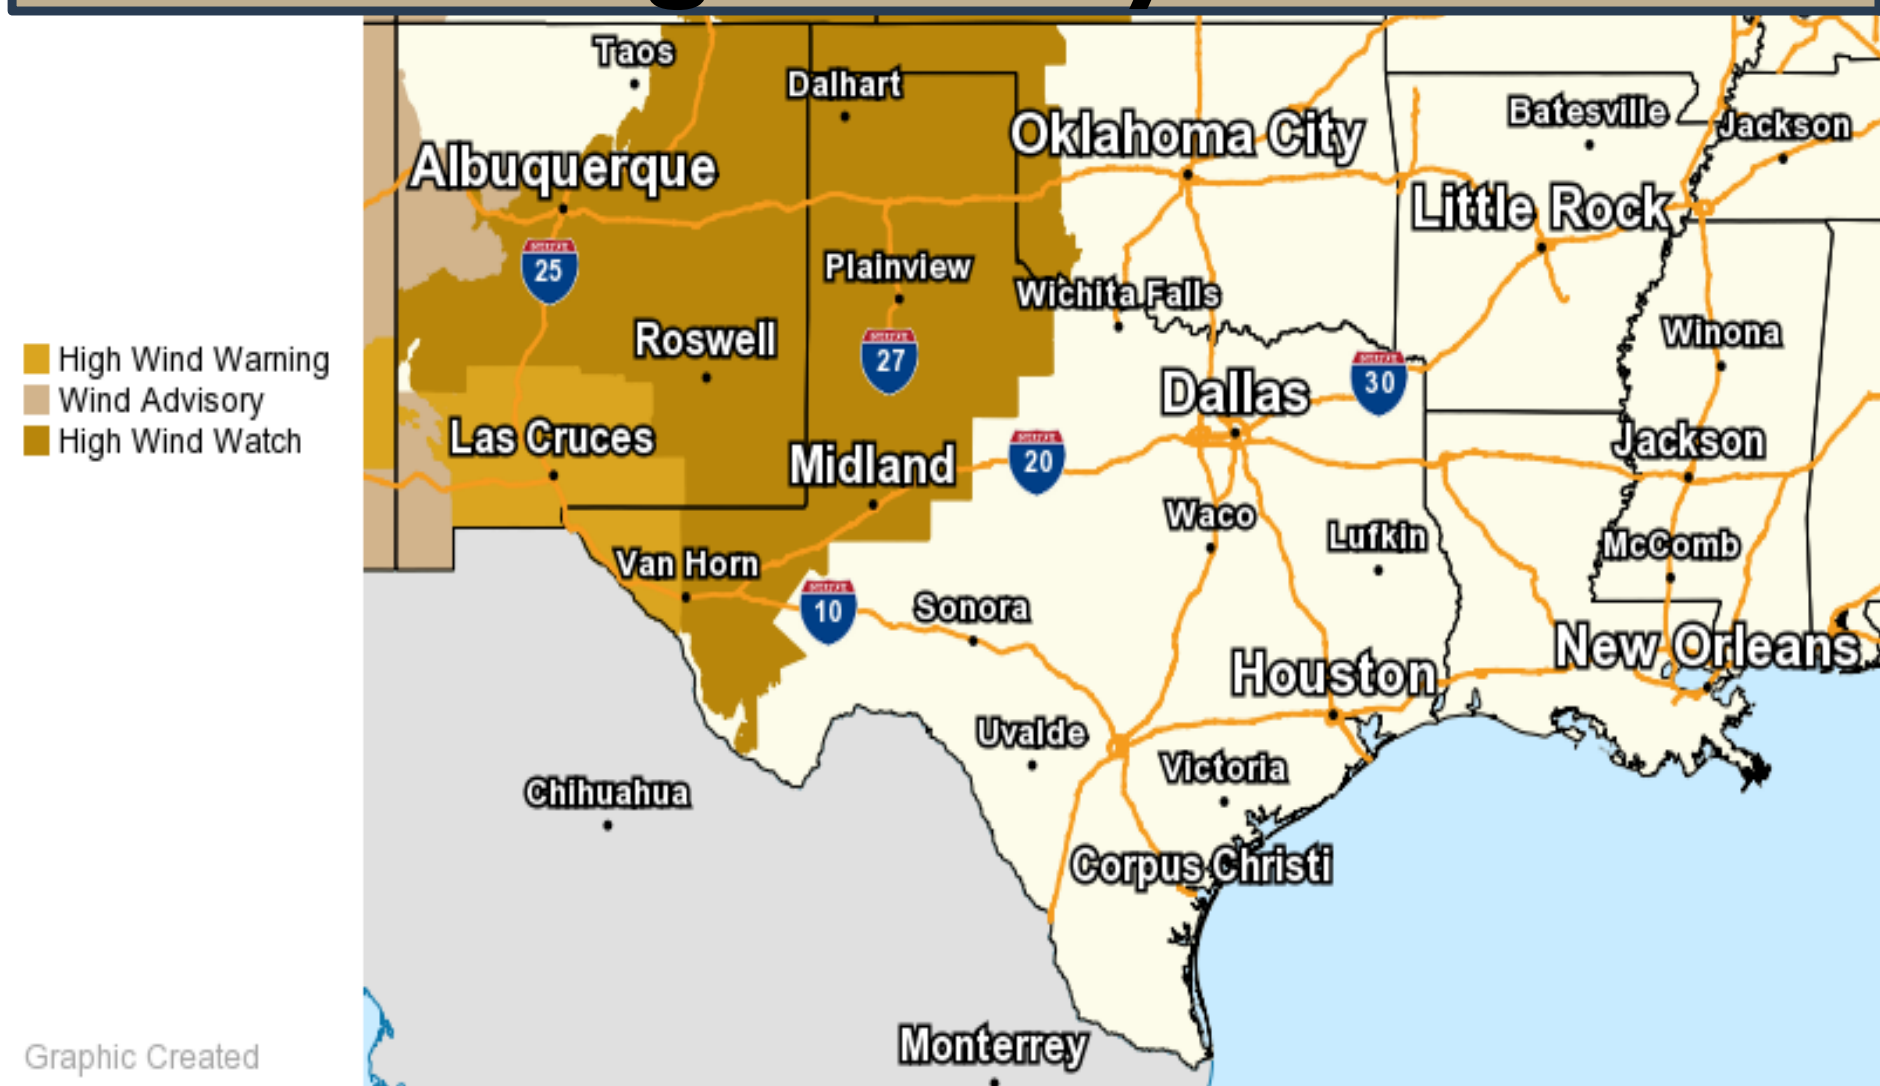 Taos
Dalhart
Oklahoma City
Batesville
Jackson
Albuquerque
Little Rock
25
Plainview
Wichita Falls
High Wind Warning
Wind Advisory
High Wind Watch
Roswell
27
Winona
Dallas
30
Las Cruces
Midland
20
Jackson
Waco
Lufkin
McComb
Van Horn
10
Sonora
New Orleans
Houston
Uvalde
Victoria
Chihuahua
Corpus Christi
Graphic Created
Monterrey